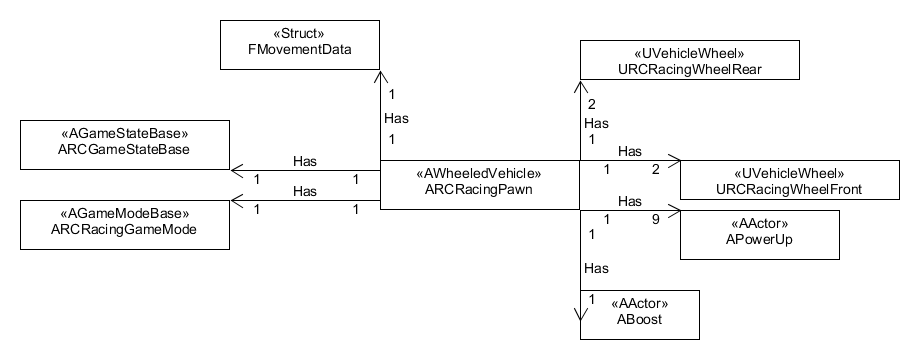 «Struct»
FMovementData
«UVehicleWheel»
URCRacingWheelRear
1
Has
1
2
Has
1
«AGameStateBase»
ARCGameStateBase
Has
1
1
«AWheeledVehicle»
ARCRacingPawn
Has
1
2
«UVehicleWheel»
URCRacingWheelFront
«AGameModeBase»
ARCRacingGameMode
Has
1
1
Has
1
9
«AActor»
APowerUp
1
Has
1
«AActor»
ABoost